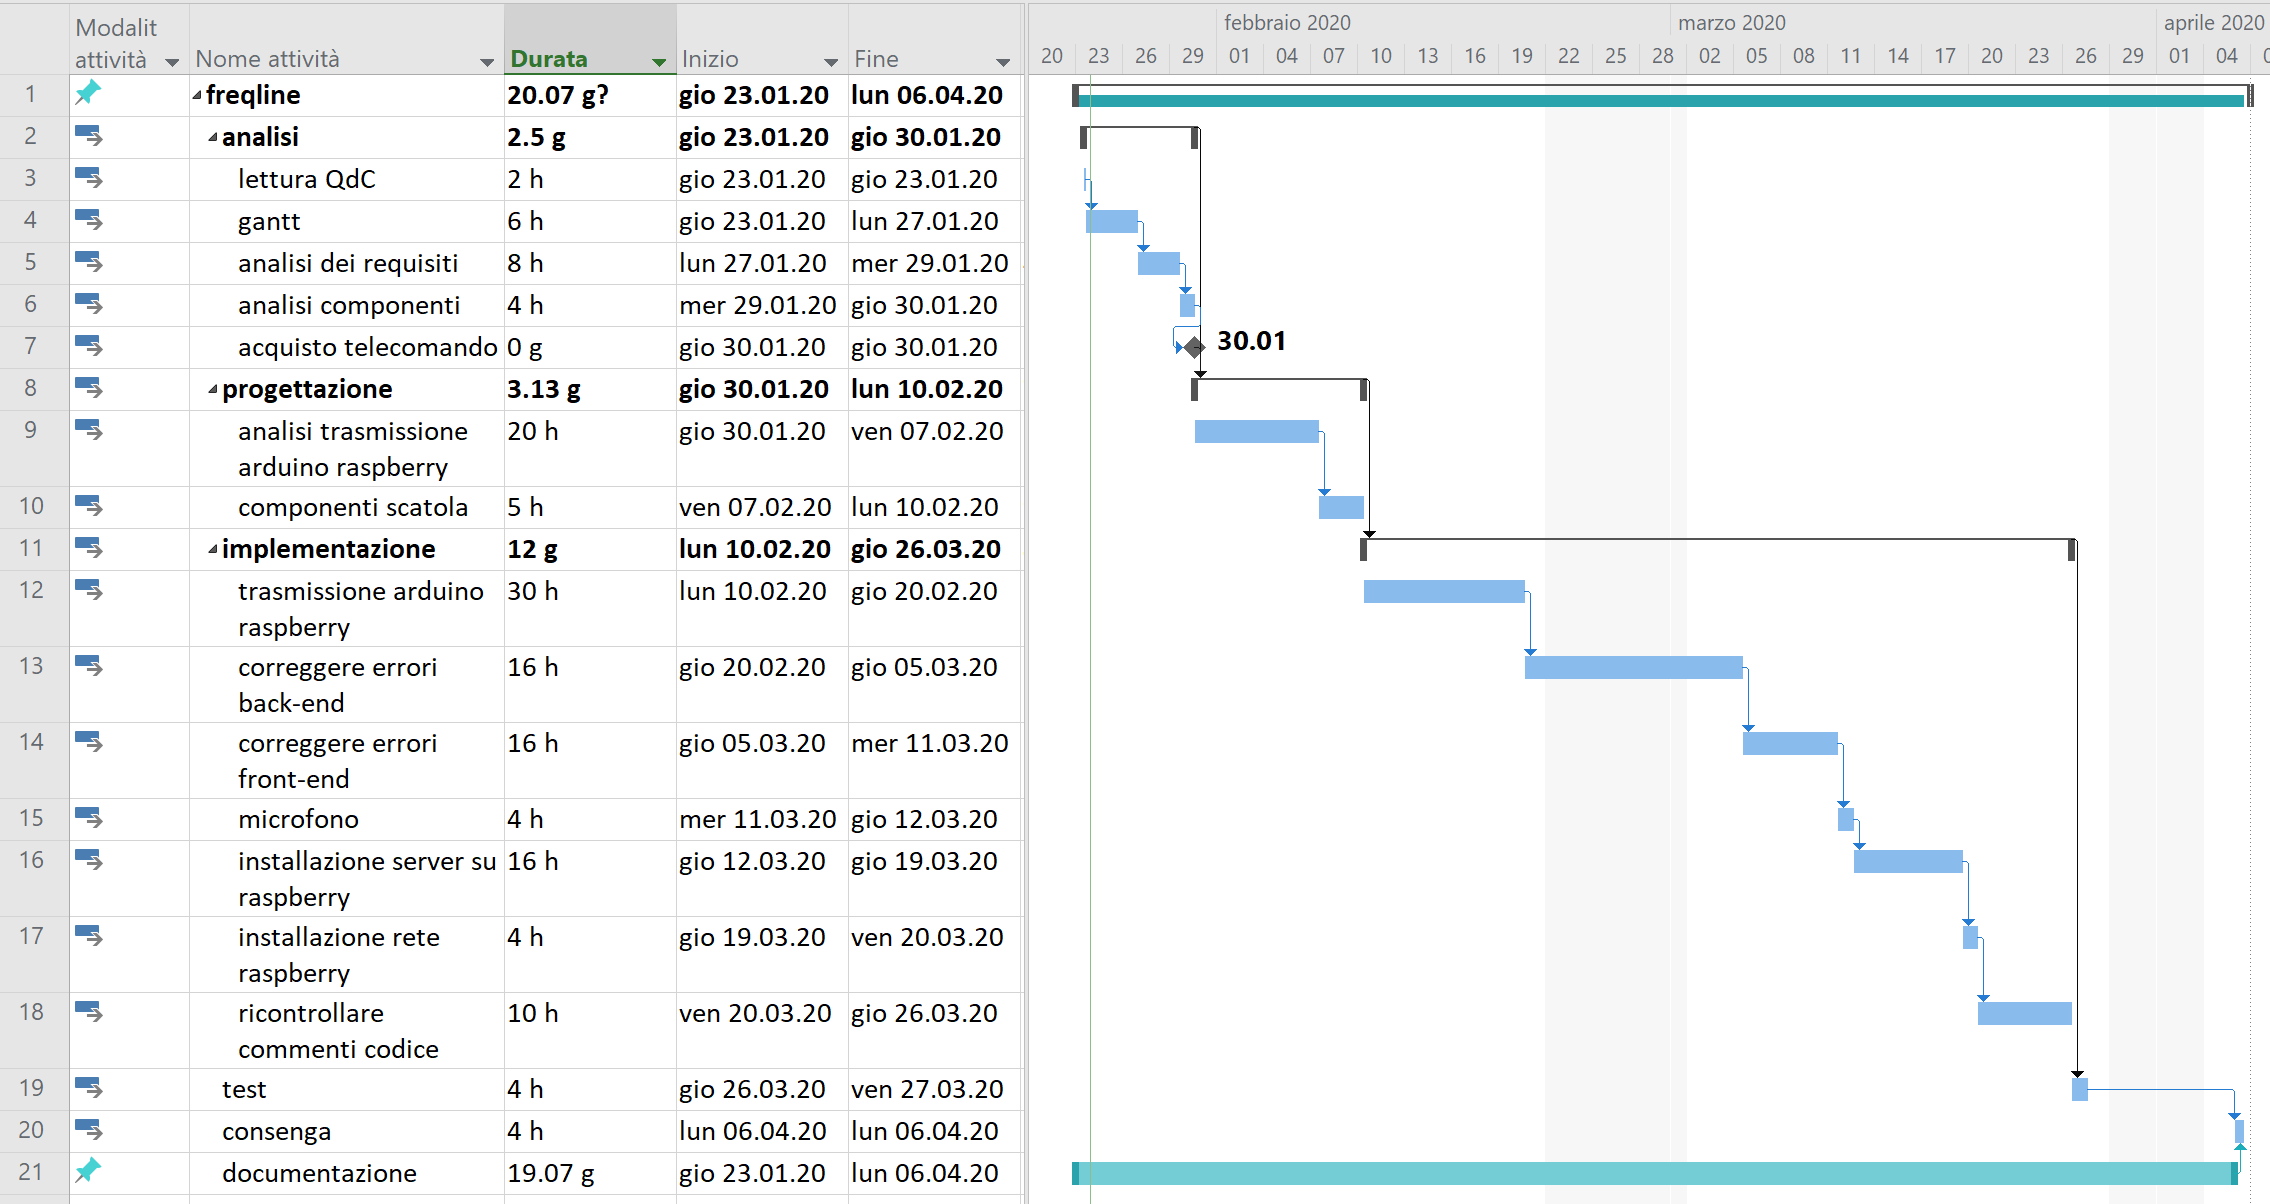 Modalit
attività Nome attività Durata Inizio Fine
febbraio 2020 marzo 2020 aprile 2020
20 23 26 29 01 04 07 10 13 16 19 22 25 28 02 05 08 11 14 17 20 23 26 29 01 04
1 freqline 20.07 g? gio 23.01.20 lun 06.04.20
2 analisi 2.5 g gio 23.01.20 gio 30.01.20
3 lettura QdC 2 h gio 23.01.20 gio 23.01.20
4 gantt 6 h gio 23.01.20 lun 27.01.20
5 analisi dei requisiti 8 h lun 27.01.20 mer 29.01.20
6 analisi componenti 4 h mer 29.01.20 gio 30.01.20
7 acquisto telecomando 0 g gio 30.01.20 gio 30.01.20 30.01
8 progettazione 3.13 g gio 30.01.20 lun 10.02.20
9 analisi trasmissione 20 h gio 30.01.20 ven 07.02.20
arduino raspberry
10 componenti scatola 5 h ven 07.02.20 lun 10.02.20
11 implementazione 12 g lun 10.02.20 gio 26.03.20
12 trasmissione arduino 30 h lun 10.02.20 gio 20.02.20
raspberry
13 correggere errori 16 h gio 20.02.20 gio 05.03.20
back-end
14 correggere errori 16 h gio 05.03.20 mer 11.03.20
front-end
15 microfono 4 h mer 11.03.20 gio 12.03.20
16 installazione server su 16 h gio 12.03.20 gio 19.03.20
raspberry
17 installazione rete 4 h gio 19.03.20 ven 20.03.20
raspberry
18 ricontrollare 10 h ven 20.03.20 gio 26.03.20
commenti codice
19 test 4 h gio 26.03.20 ven 27.03.20
20 consenga 4 h lun 06.04.20 lun 06.04.20
21 documentazione 19.07 g gio 23.01.20 lun 06.04.20